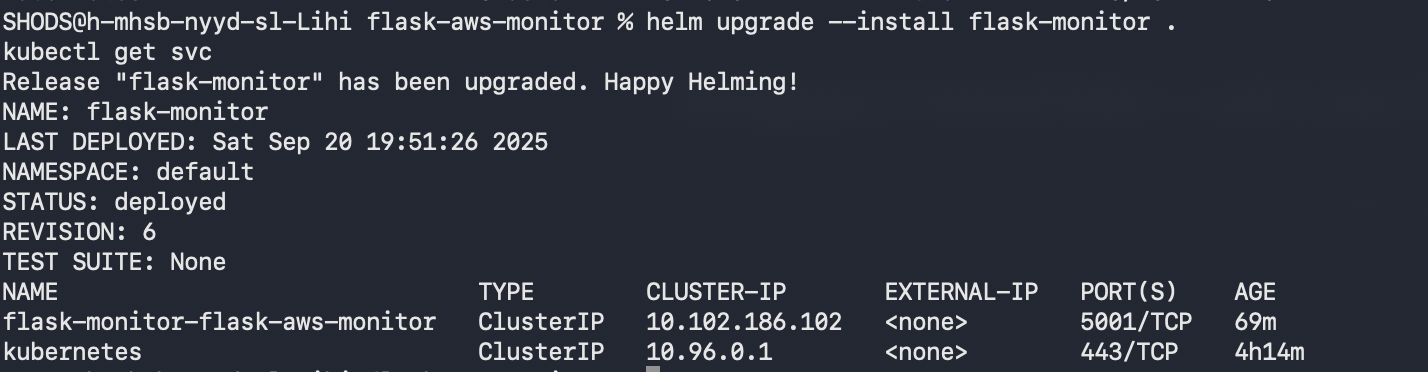 SHODS@h-mhsb-nyyd-sl-Lihi flask-aws-monitor % helm upgrade --install flask-monitor .
kubectl get svc
Release "flask-monitor" has been upgraded. Happy Helming!
NAME: flask-monitor
LAST DEPLOYED: Sat Sep 20 19:51:26 2025
NAMESPACE: default
STATUS: deployed
REVISION: 6
TEST SUITE: None
NAME TYPE CLUSTER-IP EXTERNAL-IP PORT(S) AGE
flask-monitor-flask-aws-monitor ClusterIP 10.102.186.102 <none> 5001/TCP 69m
kubernetes ClusterIP 10.96.0.1 <none> 443/TCP 4h14m